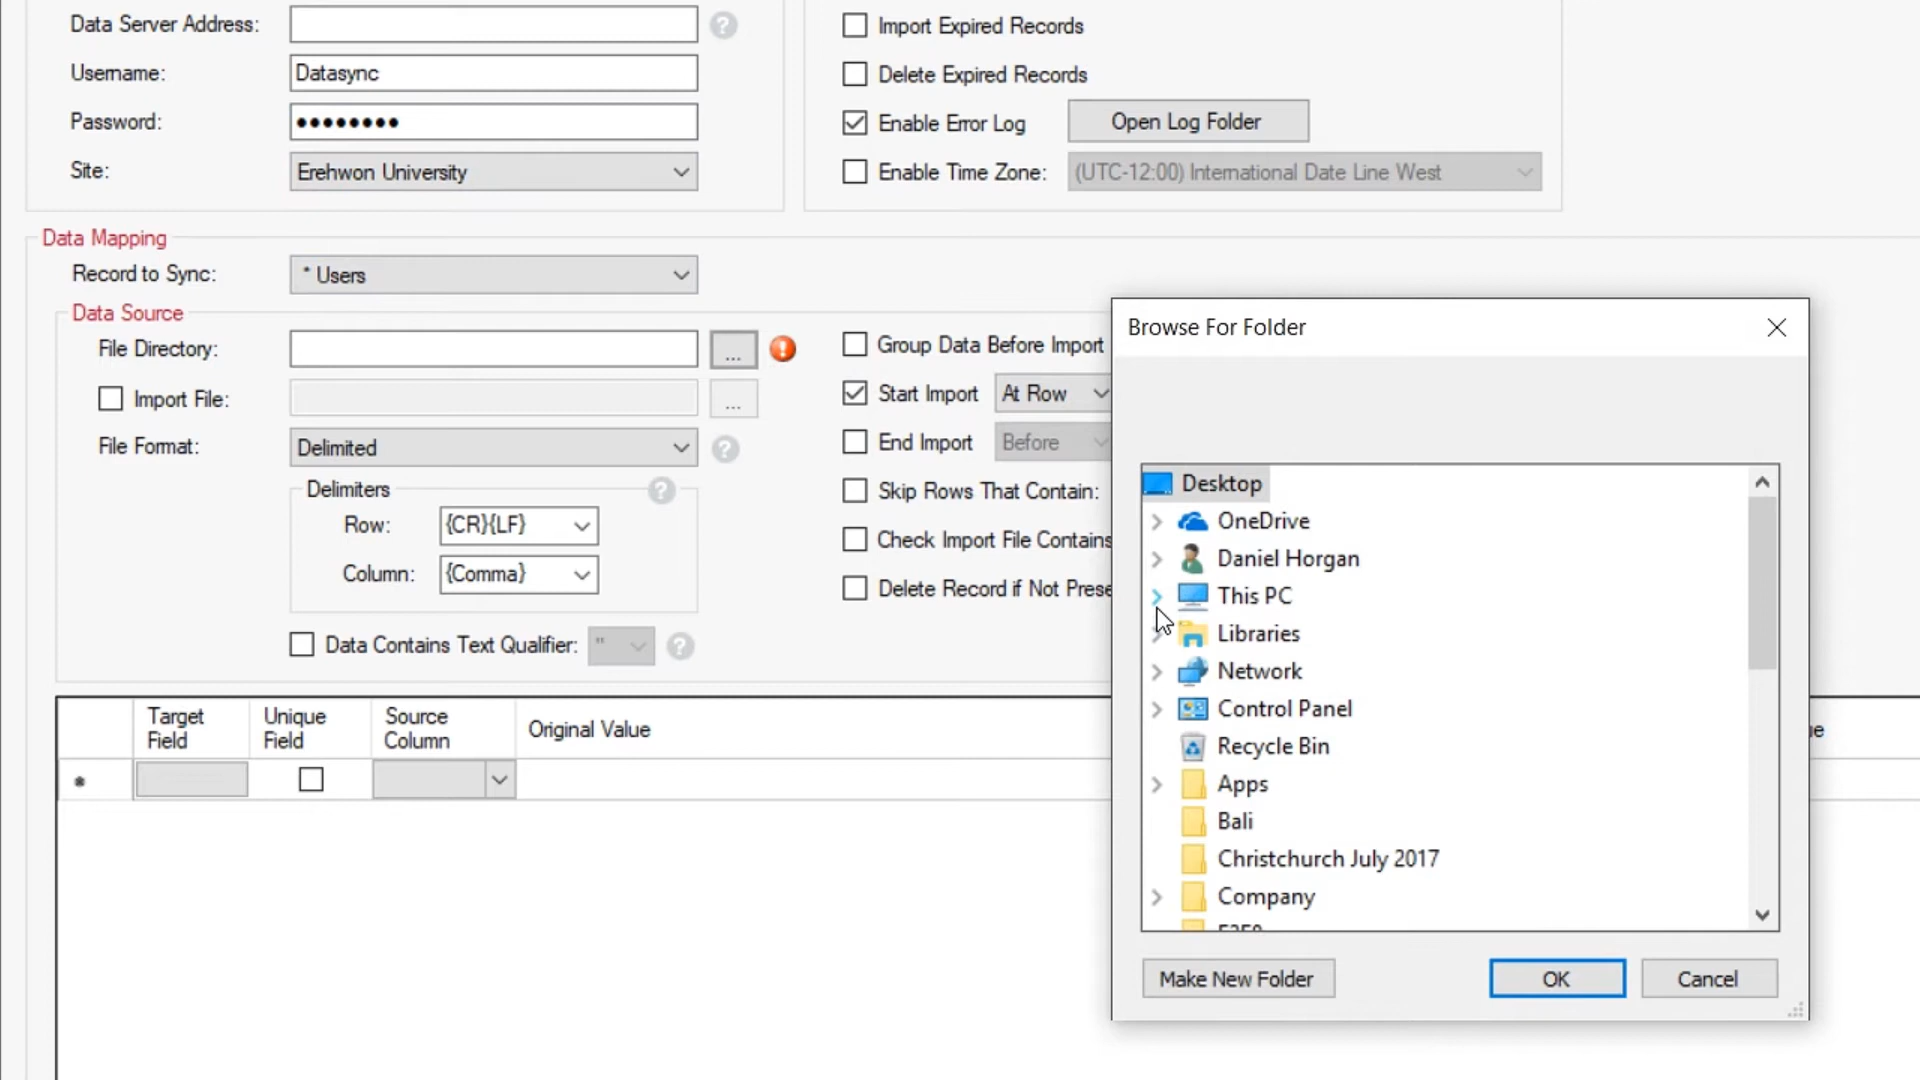 Data Server Address:
?
Username:
Datasync
Password:
••••••••
Site:
Erehwon University
Import Expired Records
Delete Expired Records
Enable Error Log
Open Log Folder
Enable Time Zone:
(UTC-12:00) International Date Line West
Data Mapping
Record to Sync:
* Users
Data Source
File Directory:
...
!
Import File:
...
File Format:
Delimited
?
Delimiters
?
Row:
{CR}{LF}
Column:
{Comma}
Data Contains Text Qualifier:
"
?
Group Data Before Import
Start Import
At Row
End Import
Before
Skip Rows That Contain:
Check Import File Contains
Delete Record if Not Prese
Target
Field
Unique
Field
Source
Column
Original Value
Browse For Folder
Desktop
OneDrive
Daniel Horgan
This PC
Libraries
Network
Control Panel
Recycle Bin
Apps
Bali
Christchurch July 2017
Company
Make New Folder
OK
Cancel